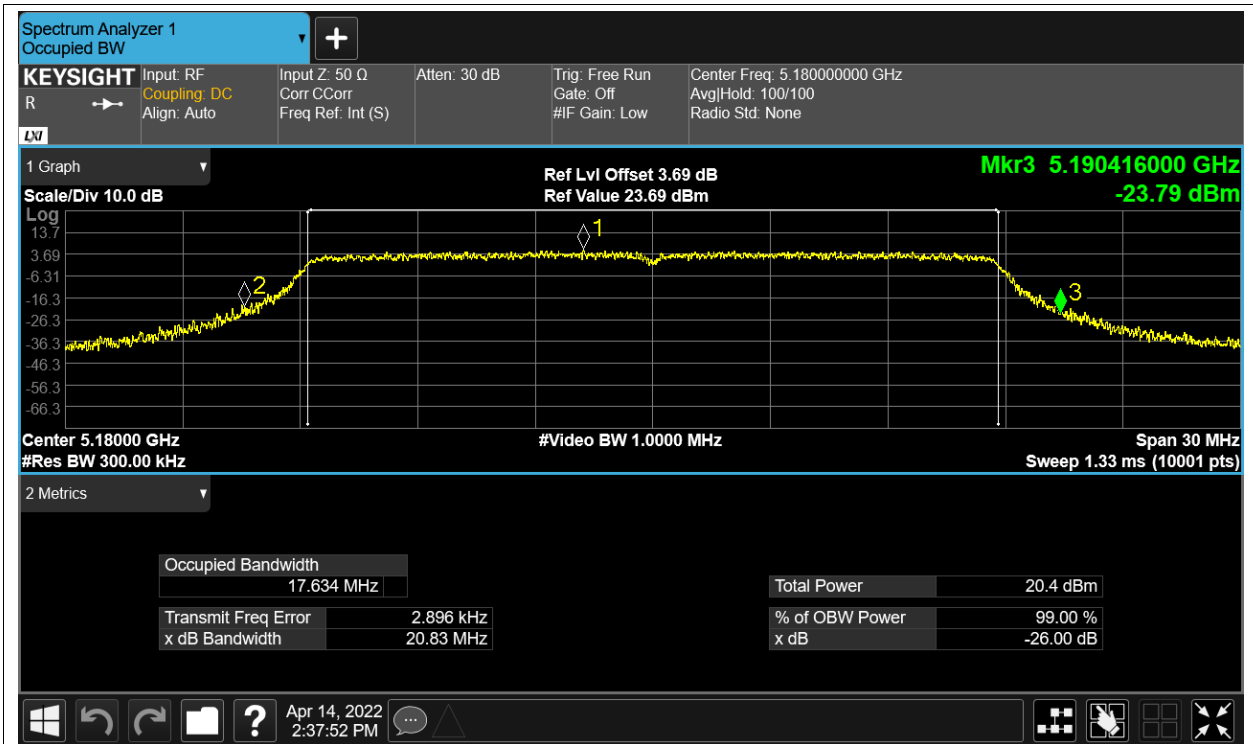 Spectrum Analyzer 1
Occupied BW
▼
+
KEYSIGHT
R
LXI
Input: RF
Coupling: DC
Align: Auto
Input Z: 50 Ω
Corr CCorr
Freq Ref: Int (S)
Atten: 30 dB
Trig: Free Run
Gate: Off
#IF Gain: Low
Center Freq: 5.180000000 GHz
Avg|Hold: 100/100
Radio Std: None
1 Graph ▼
Scale/Div 10.0 dB
Ref Lvl Offset 3.69 dB
Ref Value 23.69 dBm
Mkr3 5.190416000 GHz
-23.79 dBm
Log
13.7
3.69
-6.31
-16.3
-26.3
-36.3
-46.3
-56.3
-66.3
1
2
3
Center 5.18000 GHz
#Res BW 300.00 kHz
#Video BW 1.0000 MHz
Span 30 MHz
Sweep 1.33 ms (10001 pts)
2 Metrics ▼
Occupied Bandwidth
17.634 MHz
Transmit Freq Error 2.896 kHz
x dB Bandwidth 20.83 MHz
Total Power 20.4 dBm
% of OBW Power 99.00 %
x dB -26.00 dB
?
Apr 14, 2022
2:37:52 PM